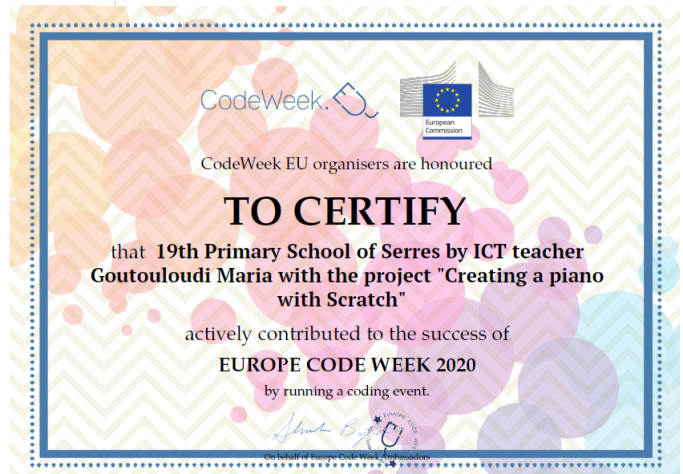 CodeWeek.
European
Commission
CodeWeek EU organisers are honoured
TO CERTIFY
that 19th Primary School of Serres by ICT teacher
Goutouloudi Maria with the project "Creating a piano
with Scratch"
actively contributed to the success of
EUROPE CODE WEEK 2020
by running a coding event.
On behalf of Europe Code Week Ambassadors